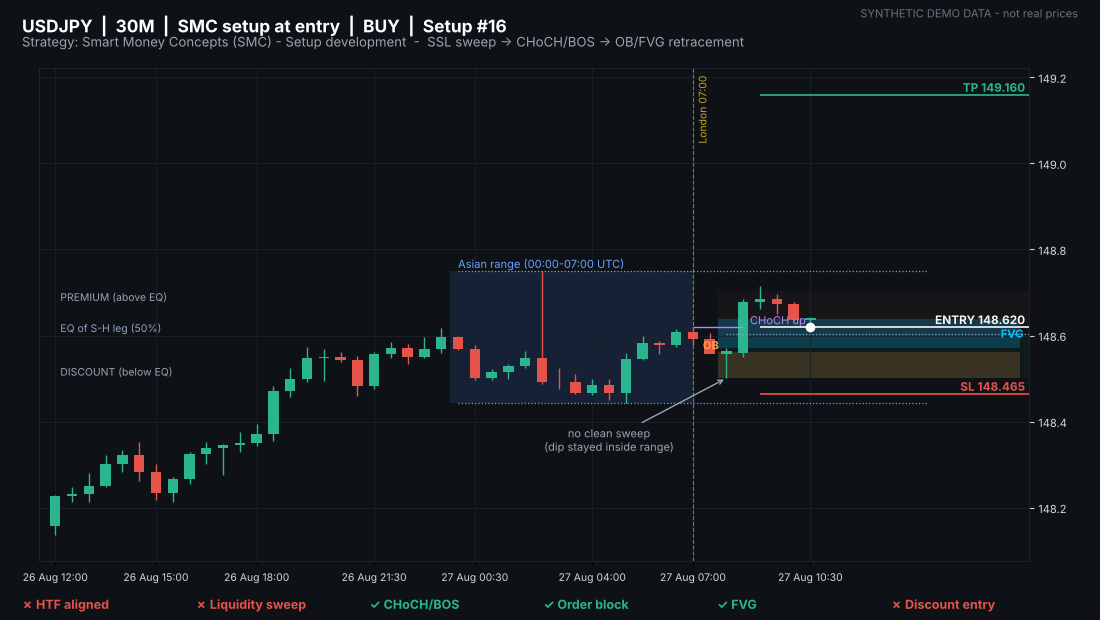 SYNTHETIC DEMO DATA - not real prices
USDJPY | 30M | SMC setup at entry | BUY | Setup #16
Strategy: Smart Money Concepts (SMC) - Setup development - SSL sweep → CHoCH/BOS → OB/FVG retracement
London 07:00
TP 149.160
149.2
149.0
148.8
148.6
148.4
148.2
Asian range (00:00-07:00 UTC)
PREMIUM (above EQ)
EQ of S-H leg (50%)
DISCOUNT (below EQ)
CHoCH up
ENTRY 148.620
FVG
OB
SL 148.465
no clean sweep
(dip stayed inside range)
26 Aug 12:00 26 Aug 15:00 26 Aug 18:00 26 Aug 21:30 27 Aug 00:30 27 Aug 04:00 27 Aug 07:00 27 Aug 10:30
× HTF aligned × Liquidity sweep ✓ CHoCH/BOS ✓ Order block ✓ FVG × Discount entry